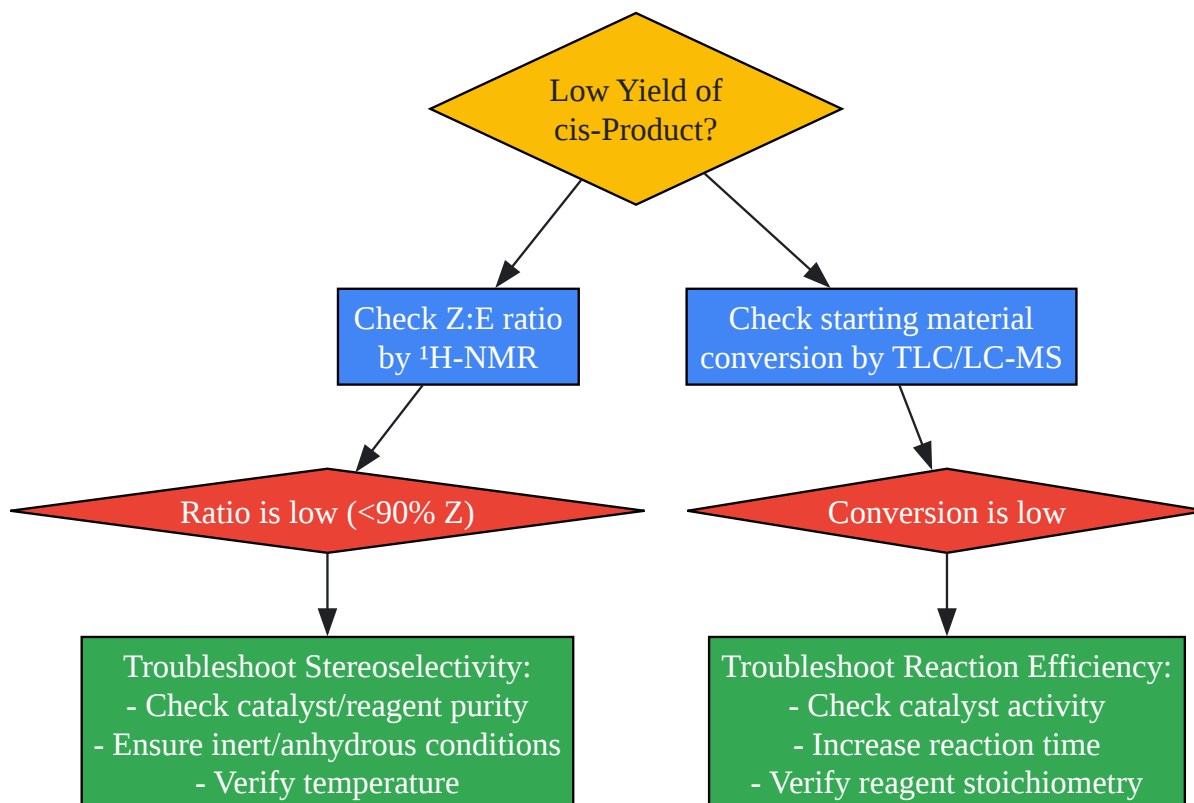 Low Yield of
cis-Product?
Check Z:E ratio
by ¹H-NMR
Check starting material
conversion by TLC/LC-MS
Ratio is low (<90% Z)
Conversion is low
Troubleshoot Stereoselectivity:
- Check catalyst/reagent purity
- Ensure inert/anhydrous conditions
- Verify temperature
Troubleshoot Reaction Efficiency:
- Check catalyst activity
- Increase reaction time
- Verify reagent stoichiometry